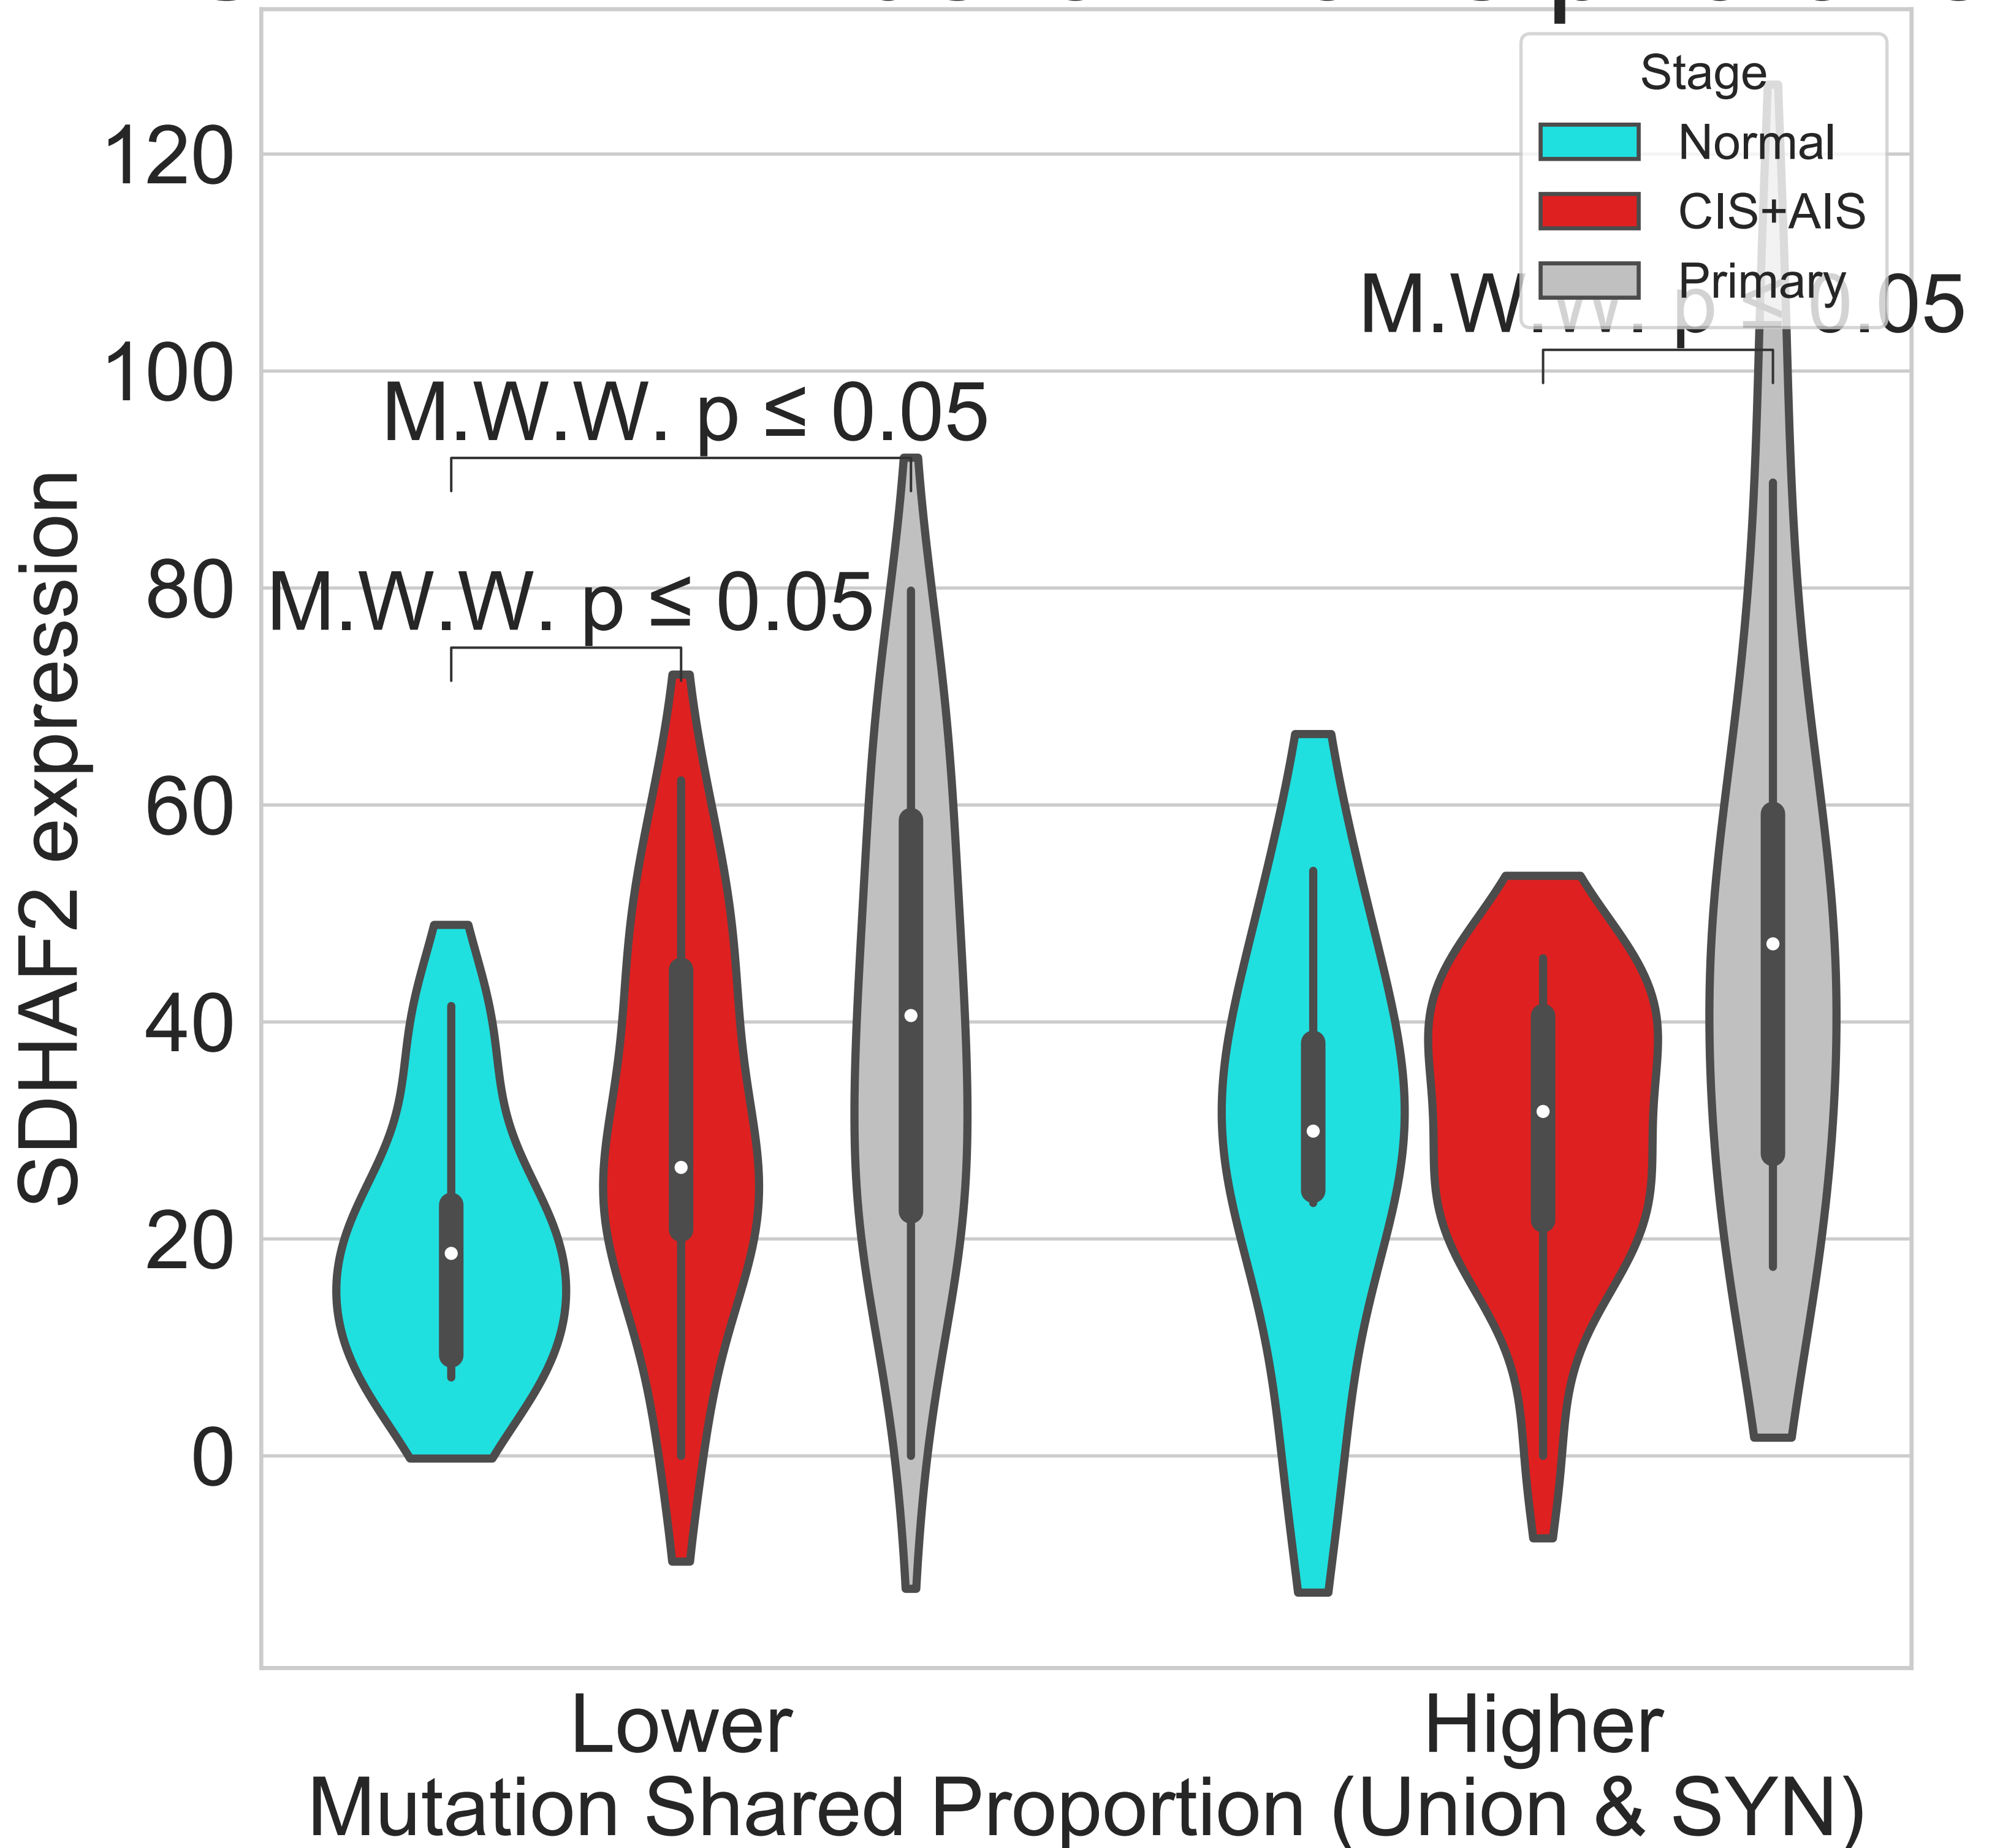 Stage
Normal
CIS+AIS
Primary
M.W.W. p ≤ 0.05
M.W.W. p ≤ 0.05
M.W.W. p ≤ 0.05
120
100
80
60
40
20
0
SDHAF2 expression
Lower
Higher
Mutation Shared Proportion (Union & SYN)